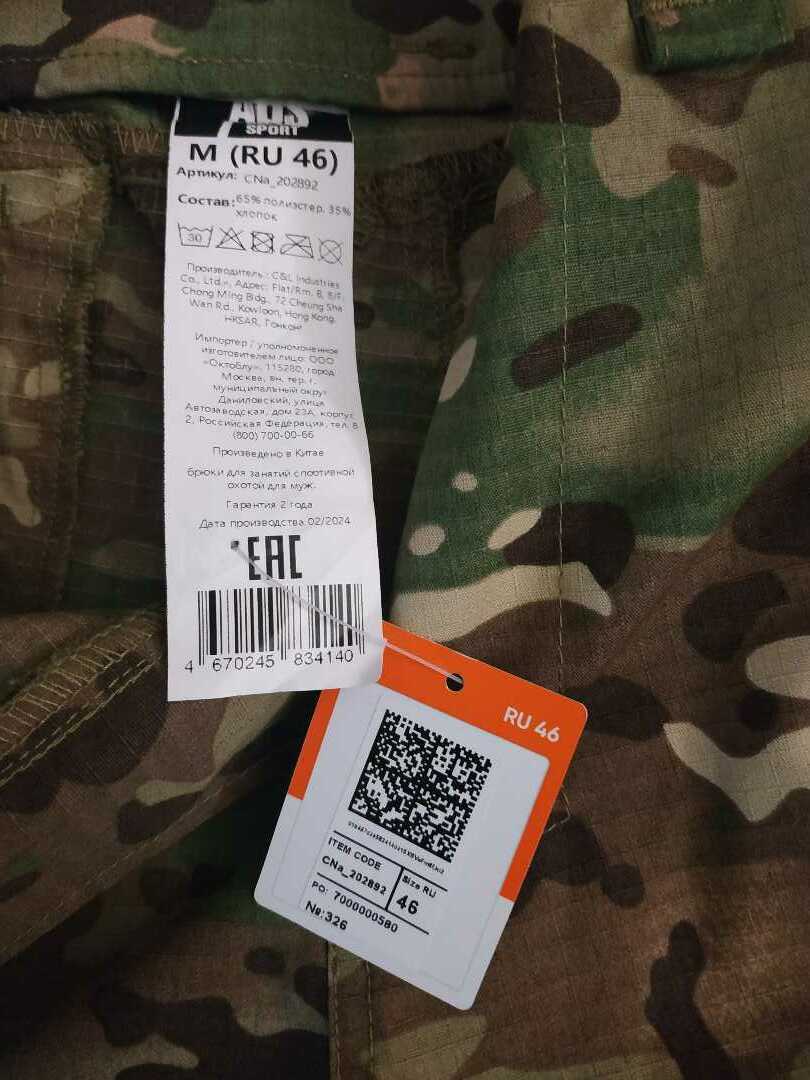 SPORT
M (RU 46)
Артикул: CNa_202892
Состав: 65% полиэстер, 35%
хлопок
30
Производитель: C&L Industries
Co., Ltd.», Адрес: Flat/Rm. B, 8/F,
Chong Ming Bldg., 72 Cheung Sha
Wan Rd., Kowloon, Hong Kong,
HKSAR, Гонконг
Импортер / уполномоченное
изготовителем лицо: ООО
«Октоблу», 115280, город
Москва, вн. тер. г.
муниципальный округ
Даниловский, улица
Автозаводская, дом 23А, корпус
2, Российская Федерация, тел. 8
(800) 700-00-66
Произведено в Китае
брюки для занятий спортивной
охотой для муж.
Гарантия 2 года
Дата производства 02/2024
EAC
4 670245 834140
RU 46
ITEM CODE
CNa_202892
Size RU
46
PO: 7000000580
№:326